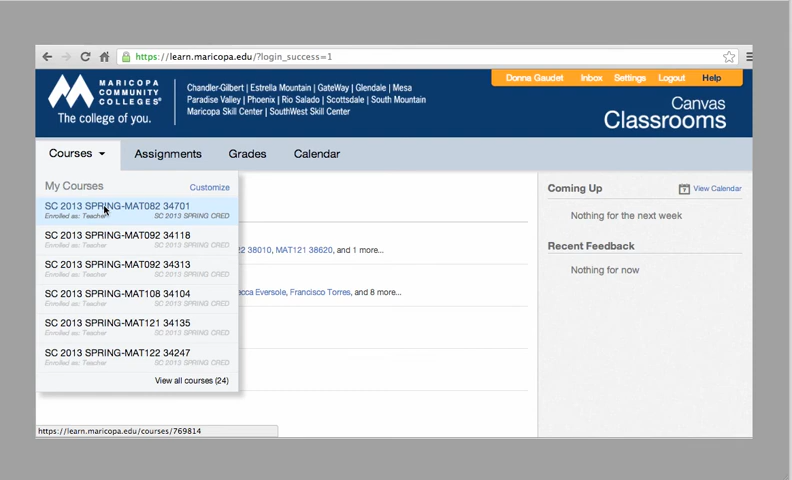 https://learn.maricopa.edu/?login_success=1
MARICOPA
COMMUNITY
COLLEGES®
The college of you.
Chandler-Gilbert | Estrella Mountain | GateWay | Glendale | Mesa
Paradise Valley | Phoenix | Rio Salado | Scottsdale | South Mountain
Maricopa Skill Center | SouthWest Skill Center
Donna Gaudet Inbox Settings Logout Help
Canvas
Classrooms
Courses Assignments Grades Calendar
My Courses Customize
SC 2013 SPRING-MAT082 34701
Enrolled as: Teacher SC 2013 SPRING CRED
SC 2013 SPRING-MAT092 34118
Enrolled as: Teacher SC 2013 SPRING CRED
SC 2013 SPRING-MAT092 34313
Enrolled as: Teacher SC 2013 SPRING CRED
SC 2013 SPRING-MAT108 34104
Enrolled as: Teacher SC 2013 SPRING CRED
SC 2013 SPRING-MAT121 34135
Enrolled as: Teacher SC 2013 SPRING CRED
SC 2013 SPRING-MAT122 34247
Enrolled as: Teacher SC 2013 SPRING CRED
View all courses (24)
22 38010, MAT121 38620, and 1 more...
ecca Eversole, Francisco Torres, and 8 more...
Coming Up 7 View Calendar
Nothing for the next week
Recent Feedback
Nothing for now
https://learn.maricopa.edu/courses/769814